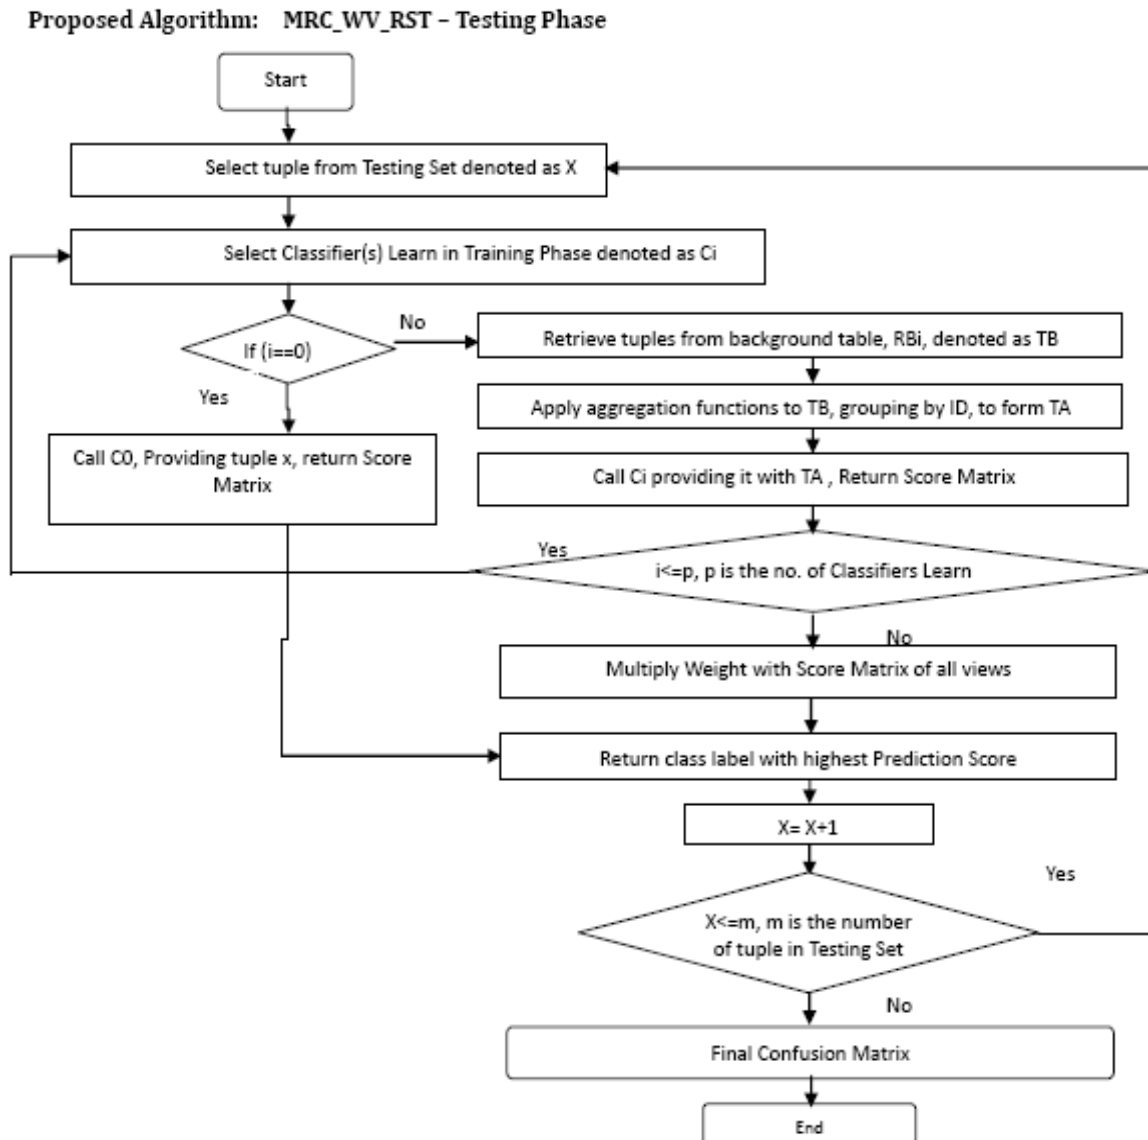 Proposed Algorithm: MRC_WV_RST – Testing Phase
Start
Select tuple from Testing Set denoted as X
Select Classifier(s) Learn in Training Phase denoted as Ci
If (i==0)
No
Yes
Retrieve tuples from background table, RBi, denoted as TB
Apply aggregation functions to TB, grouping by ID, to form TA
Call C0, Providing tuple x, return Score
Matrix
Call Ci providing it with TA , Return Score Matrix
Yes
i<=p, p is the no. of Classifiers Learn
No
Multiply Weight with Score Matrix of all views
Return class label with highest Prediction Score
X= X+1
Yes
X<=m, m is the number
of tuple in Testing Set
No
Final Confusion Matrix
End